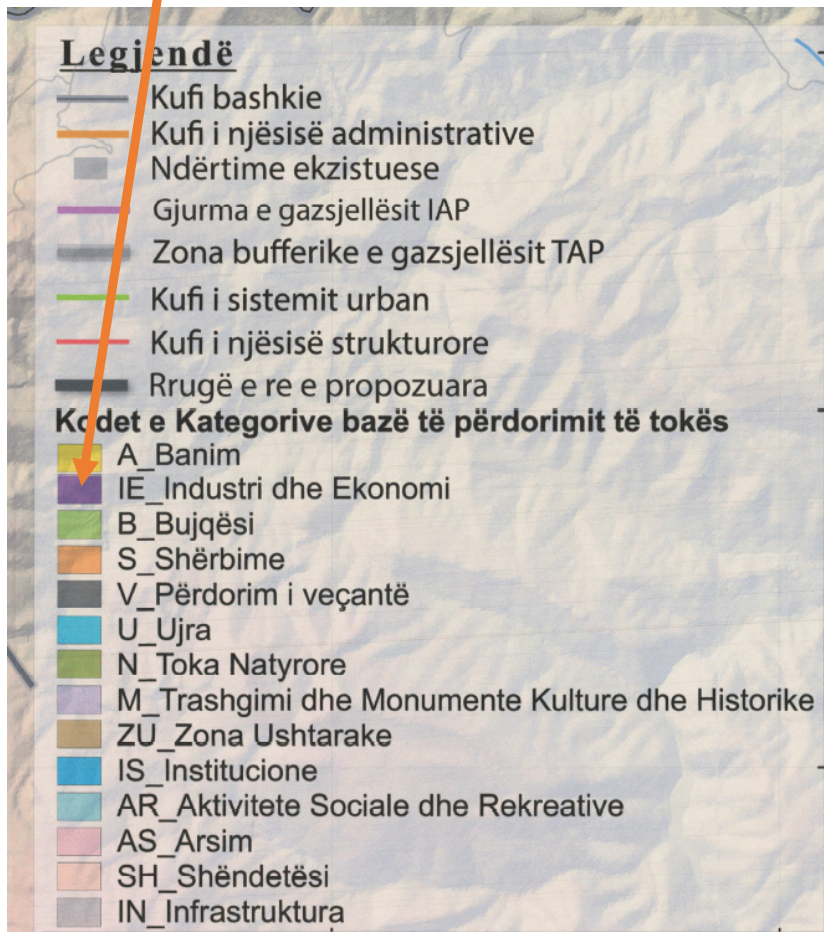 Legjendë
Kufi bashkie
Kufi i njësisë administrative
Ndërtime ekzistuese
Gjurma e gazsjellësit IAP
Zona bufferike e gazsjellësit TAP
Kufi i sistemit urban
Kufi i njësisë strukturore
Rrugë e re e propozuara
Kodet e Kategorive bazë të përdorimit të tokës
A_Banim
IE_Industri dhe Ekonomi
B_Bujqësi
S_Shërbime
V_Përdorim i veçantë
U_Ujra
N_Toka Natyrore
M_Trashgimi dhe Monumente Kulture dhe Historike
ZU_Zona Ushtarake
IS_Institucione
AR_Aktivitete Sociale dhe Rekreative
AS_Arsim
SH_Shëndetësi
IN_Infrastruktura